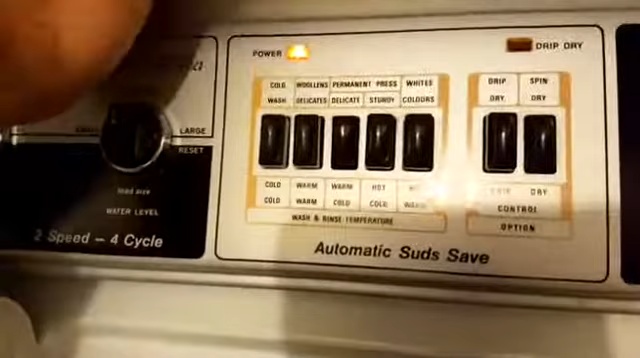 POWER
DRIP DRY
COLD WOOLLENS PERMANENT PRESS WHITES
WASH DELICATES DELICATE STURDY COLOURS
DRIP SPIN
DRY DRY
LARGE
RESET
COLD WARM WARM HOT
COLD WARM COLD COLD WARM
WASH & RINSE TEMPERATURE
DRY
CONTROL
OPTION
load size
WATER LEVEL
2 Speed – 4 Cycle
Automatic Suds Save